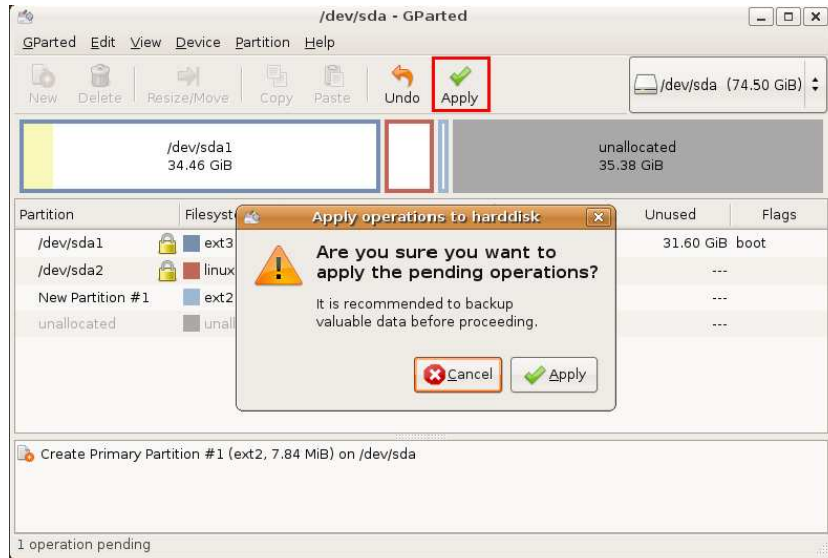 /dev/sda - GParted
GParted Edit View Device Partition Help
New Delete Resize/Move Copy Paste Undo Apply
/dev/sda (74.50 GiB)
/dev/sda1
34.46 GiB
unallocated
35.38 GiB
Partition Filesyst Unused Flags
/dev/sda1 ext3 31.60 GiB boot
/dev/sda2 linux ---
New Partition #1 ext2 ---
unallocated unall ---
Apply operations to harddisk
Are you sure you want to
apply the pending operations?
It is recommended to backup
valuable data before proceeding.
Cancel Apply
Create Primary Partition #1 (ext2, 7.84 MiB) on /dev/sda
1 operation pending